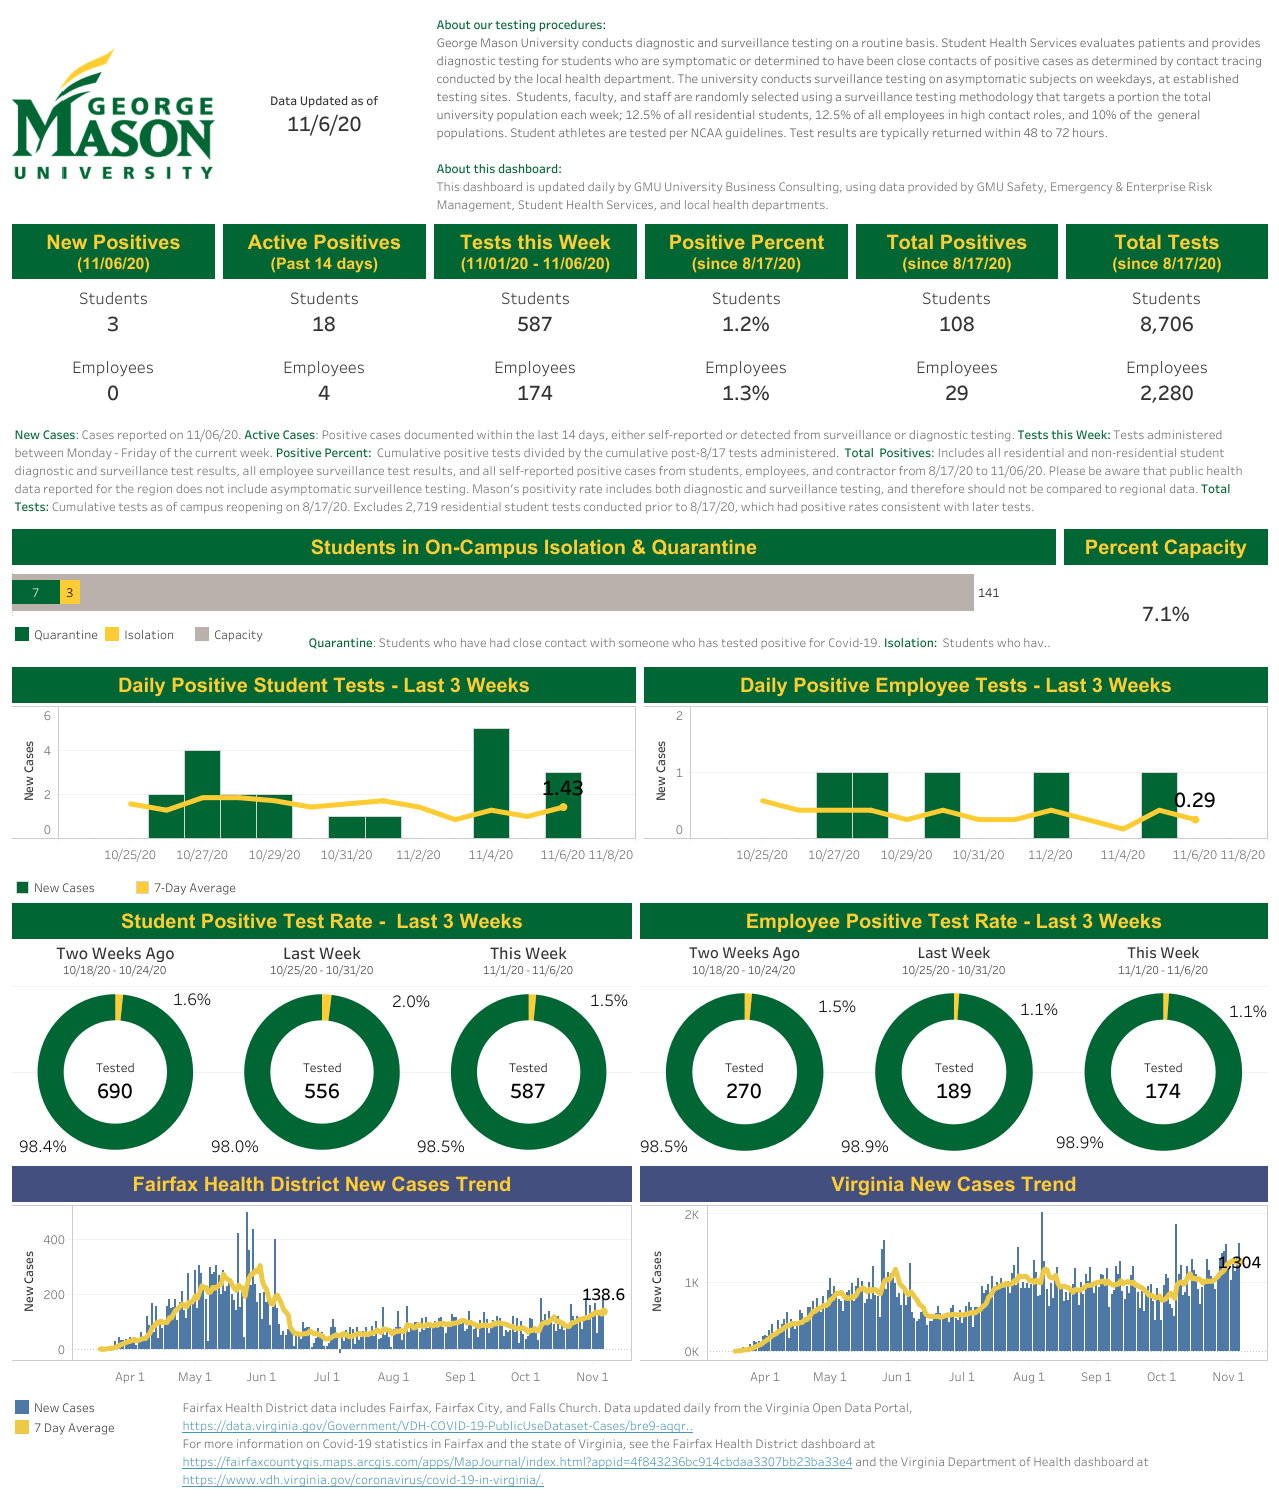 GEORGE
MASON
UNIVERSITY
Data Updated as of
11/6/20
About our testing procedures:
George Mason University conducts diagnostic and surveillance testing on a routine basis. Student Health Services evaluates patients and provides
diagnostic testing for students who are symptomatic or determined to have been close contacts of positive cases as determined by contact tracing
conducted by the local health department. The university conducts surveillance testing on asymptomatic subjects on weekdays, at established
testing sites.  Students, faculty, and staff are randomly selected using a surveillance testing methodology that targets a portion the total
university population each week; 12.5% of all residential students, 12.5% of all employees in high contact roles, and 10% of the  general
populations. Student athletes are tested per NCAA guidelines. Test results are typically returned within 48 to 72 hours.
About this dashboard:
This dashboard is updated daily by GMU University Business Consulting, using data provided by GMU Safety, Emergency & Enterprise Risk
Management, Student Health Services, and local health departments.
New Positives Active Positives Tests this Week Positive Percent Total Positives Total Tests
(11/06/20) (Past 14 days) (11/01/20 - 11/06/20) (since 8/17/20) (since 8/17/20) (since 8/17/20)
Students Students Students Students Students Students
3 18 587 1.2% 108 8,706
Employees Employees Employees Employees Employees Employees
0 4 174 1.3% 29 2,280
New Cases: Cases reported on 11/06/20. Active Cases: Positive cases documented within the last 14 days, either self-reported or detected from surveillance or diagnostic testing. Tests this Week: Tests administered
between Monday - Friday of the current week. Positive Percent:  Cumulative positive tests divided by the cumulative post-8/17 tests administered.  Total  Positives: Includes all residential and non-residential student
diagnostic and surveillance test results, all employee surveillance test results, and all self-reported positive cases from students, employees, and contractor from 8/17/20 to 11/06/20. Please be aware that public health
data reported for the region does not include asymptomatic surveillence testing. Mason's positivity rate includes both diagnostic and surveillance testing, and therefore should not be compared to regional data. Total
Tests: Cumulative tests as of campus reopening on 8/17/20. Excludes 2,719 residential student tests conducted prior to 8/17/20, which had positive rates consistent with later tests.
Students in On-Campus Isolation & Quarantine Percent Capacity
7 3 141
7.1%
Quarantine Isolation Capacity
Quarantine: Students who have had close contact with someone who has tested positive for Covid-19. Isolation:  Students who hav..
Daily Positive Student Tests - Last 3 Weeks
New Cases
6
4
2
0
1.43
10/25/20 10/27/20 10/29/20 10/31/20 11/2/20 11/4/20 11/6/20 11/8/20
Daily Positive Employee Tests - Last 3 Weeks
New Cases
2
1
0
0.29
10/25/20 10/27/20 10/29/20 10/31/20 11/2/20 11/4/20 11/6/20 11/8/20
New Cases 7-Day Average
Student Positive Test Rate -  Last 3 Weeks
Two Weeks Ago Last Week This Week
10/18/20 - 10/24/20 10/25/20 - 10/31/20 11/1/20 - 11/6/20
1.6% 2.0% 1.5%
Tested Tested Tested
690 556 587
98.4% 98.0% 98.5%
Employee Positive Test Rate - Last 3 Weeks
Two Weeks Ago Last Week This Week
10/18/20 - 10/24/20 10/25/20 - 10/31/20 11/1/20 - 11/6/20
1.5% 1.1% 1.1%
Tested Tested Tested
270 189 174
98.5% 98.9% 98.9%
Fairfax Health District New Cases Trend
New Cases
400
200
0
138.6
Apr 1 May 1 Jun 1 Jul 1 Aug 1 Sep 1 Oct 1 Nov 1
Virginia New Cases Trend
New Cases
2K
1K
0K
1,304
Apr 1 May 1 Jun 1 Jul 1 Aug 1 Sep 1 Oct 1 Nov 1
New Cases
7 Day Average
Fairfax Health District data includes Fairfax, Fairfax City, and Falls Church. Data updated daily from the Virginia Open Data Portal,
https://data.virginia.gov/Government/VDH-COVID-19-PublicUseDataset-Cases/bre9-aqqr..
For more information on Covid-19 statistics in Fairfax and the state of Virginia, see the Fairfax Health District dashboard at
https://fairfaxcountygis.maps.arcgis.com/apps/MapJournal/index.html?appid=4f843236bc914cbdaa3307bb23ba33e4 and the Virginia Department of Health dashboard at
https://www.vdh.virginia.gov/coronavirus/covid-19-in-virginia/.